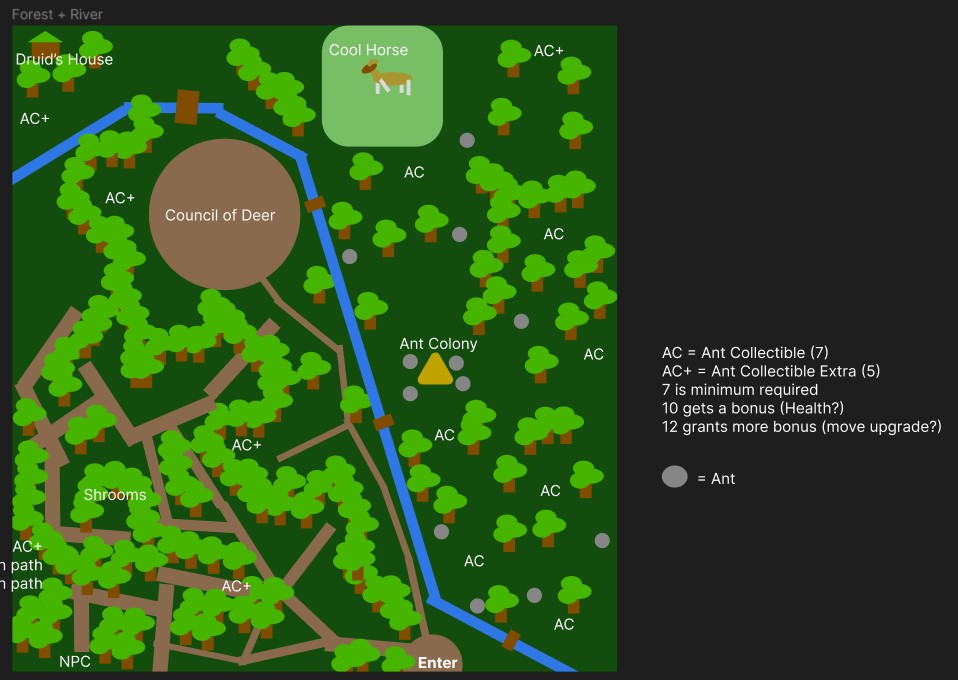 Forest + River
Druid's House
Cool Horse
AC+
AC+
AC
AC+
Council of Deer
AC
Ant Colony
AC
AC = Ant Collectible (7)
AC+ = Ant Collectible Extra (5)
7 is minimum required
10 gets a bonus (Health?)
12 grants more bonus (move upgrade?)
AC
AC+
= Ant
AC
Shrooms
AC+
path
path
AC
AC+
AC
NPC
Enter